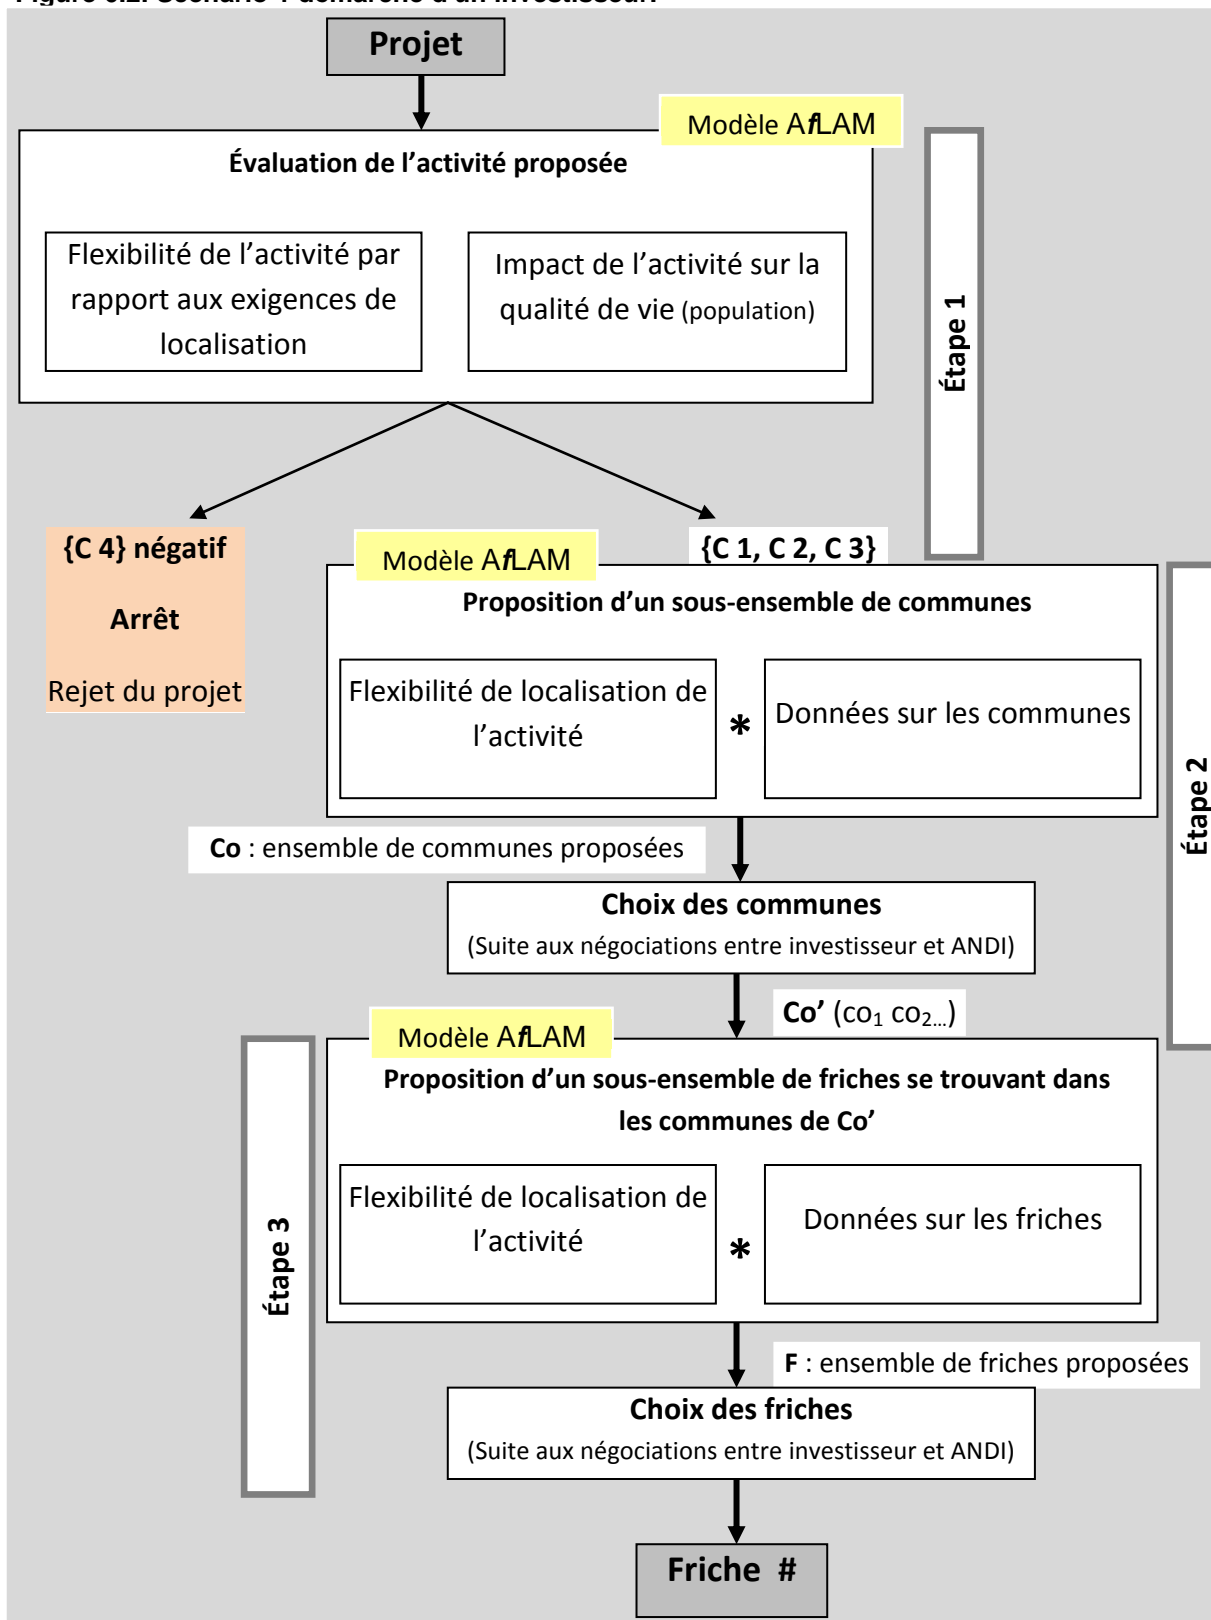 Projet
Modèle AfLAM
Évaluation de l'activité proposée
Flexibilité de l'activité par
rapport aux exigences de
localisation
Impact de l'activité sur la
qualité de vie (population)
Étape 1
{C 4} négatif
Arrêt
Rejet du projet
{C 1, C 2, C 3}
Modèle AfLAM
Proposition d'un sous-ensemble de communes
Flexibilité de localisation de
l'activité
*
Données sur les communes
Étape 2
Co : ensemble de communes proposées
Choix des communes
(Suite aux négociations entre investisseur et ANDI)
Co' (co₁ co₂...)
Modèle AfLAM
Proposition d'un sous-ensemble de friches se trouvant dans
les communes de Co'
Flexibilité de localisation de
l'activité
*
Données sur les friches
Étape 3
F : ensemble de friches proposées
Choix des friches
(Suite aux négociations entre investisseur et ANDI)
Friche #